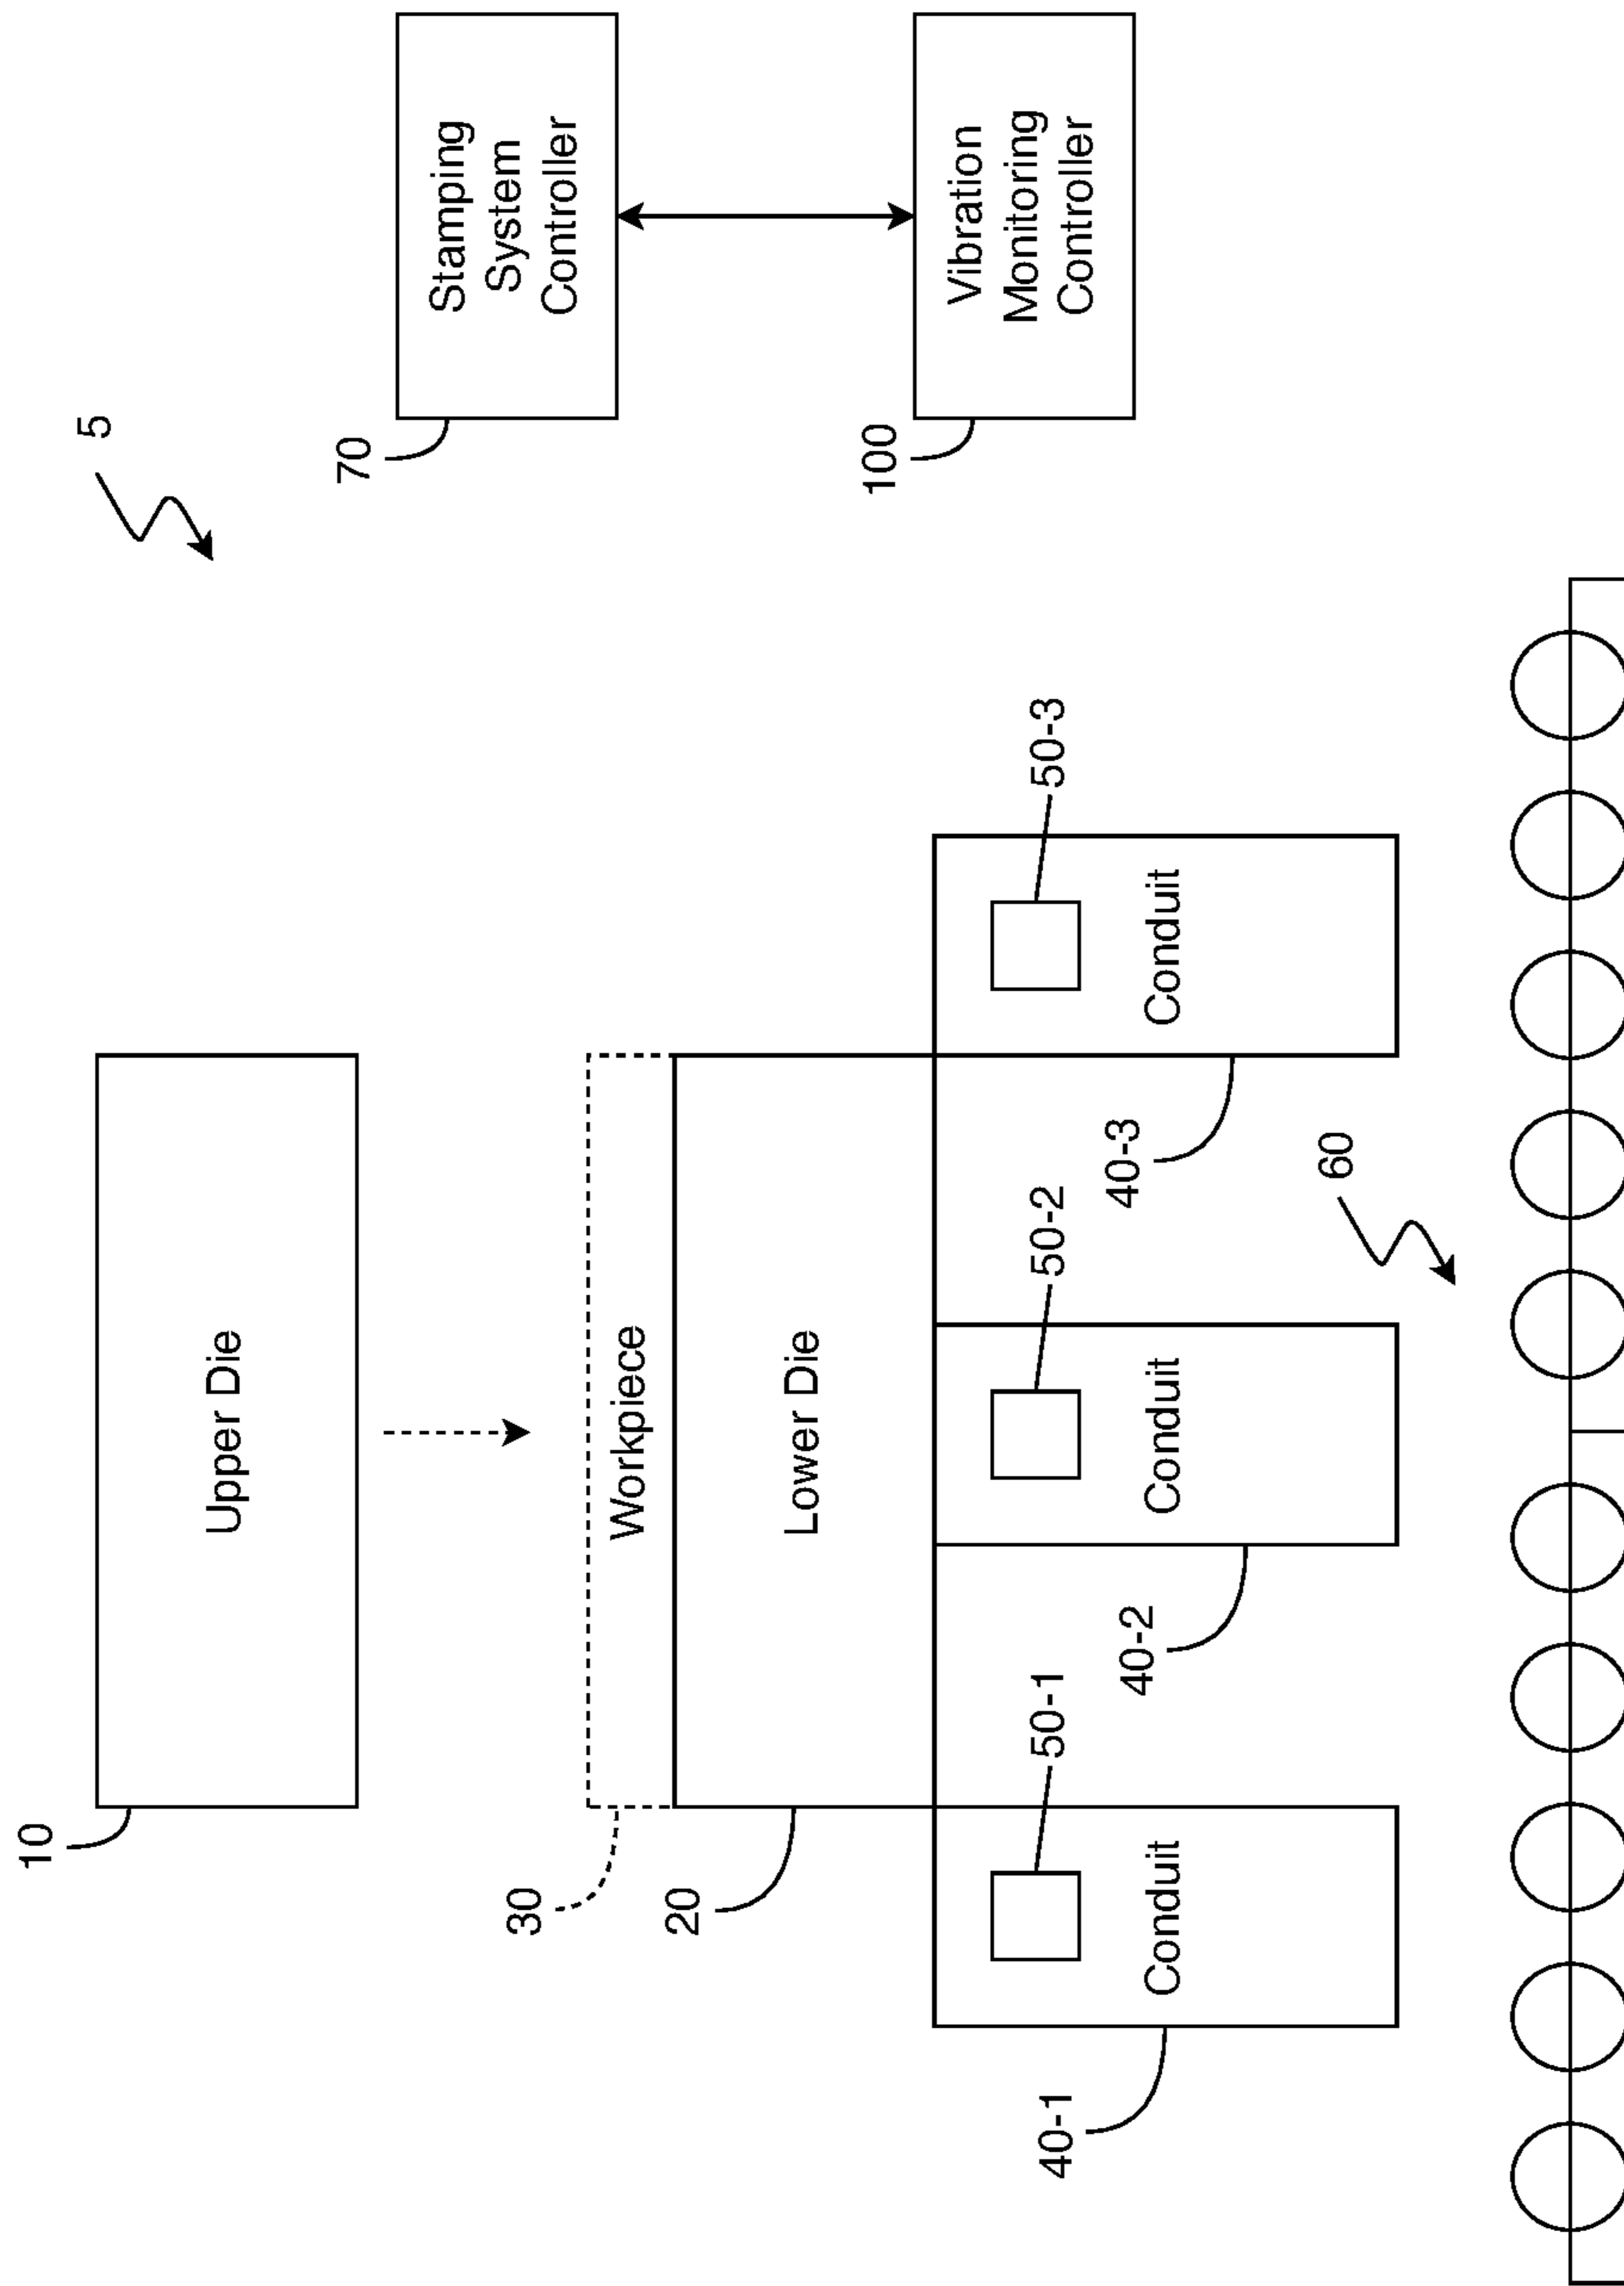 5
10
Upper Die
70
Stamping
System
Controller
30
Workpiece
20
Lower Die
100
Vibration
Monitoring
Controller
40-1
50-1
Conduit
40-2
50-2
Conduit
40-3
50-3
Conduit
60